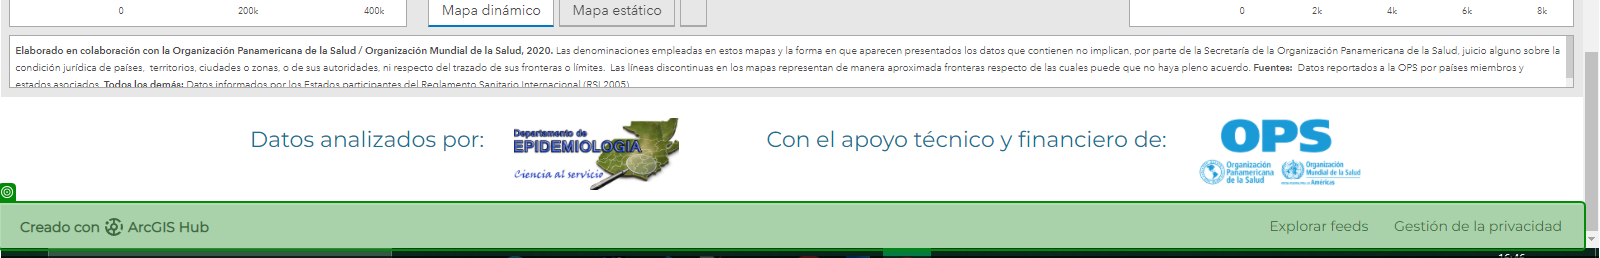 0 200k 400k Mapa dinámico Mapa estático 0 2k 4k 6k 8k
Elaborado en colaboración con la Organización Panamericana de la Salud / Organización Mundial de la Salud, 2020. Las denominaciones empleadas en estos mapas y la forma en que aparecen presentados los datos que contienen no implican, por parte de la Secretaría de la Organización Panamericana de la Salud, juicio alguno sobre la
condición jurídica de países, territorios, ciudades o zonas, o de sus autoridades, ni respecto del trazado de sus fronteras o límites. Las líneas discontinuas en los mapas representan de manera aproximada fronteras respecto de las cuales puede que no haya pleno acuerdo. Fuentes: Datos reportados a la OPS por países miembros y
estados asociados. Todos los demás: Datos informados por los Estados participantes del Reglamento Sanitario Internacional (RSI 2005)
Datos analizados por:
Departamento de
EPIDEMIOLOGIA
Ciencia al servicio
Con el apoyo técnico y financiero de:
OPS
Organización
Panamericana
de la Salud
Organización
Mundial de la Salud
Américas
Creado con ArcGIS Hub
Explorar feeds Gestión de la privacidad